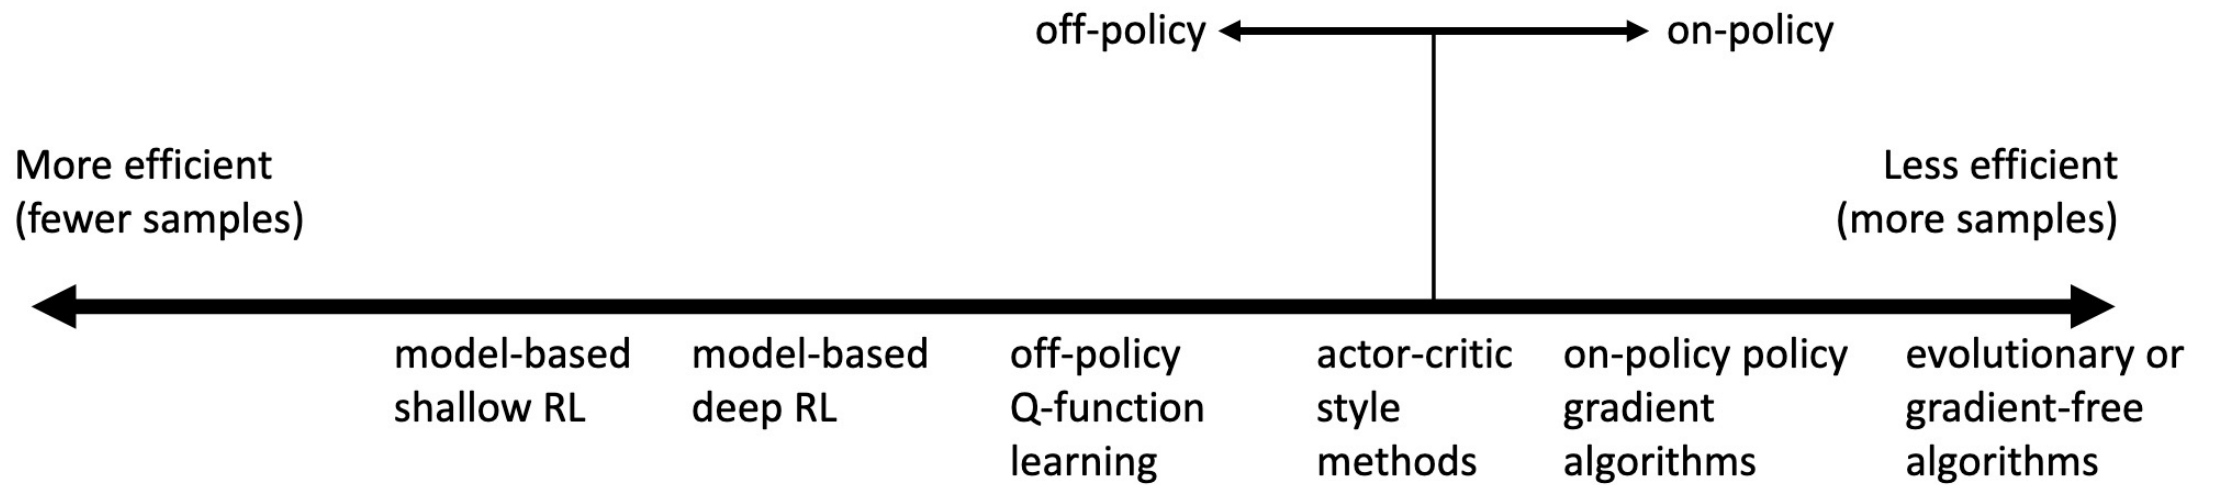 off-policy
on-policy
More efficient
(fewer samples)
Less efficient
(more samples)
model-based
shallow RL
model-based
deep RL
off-policy
Q-function
learning
actor-critic
style
methods
on-policy policy
gradient
algorithms
evolutionary or
gradient-free
algorithms